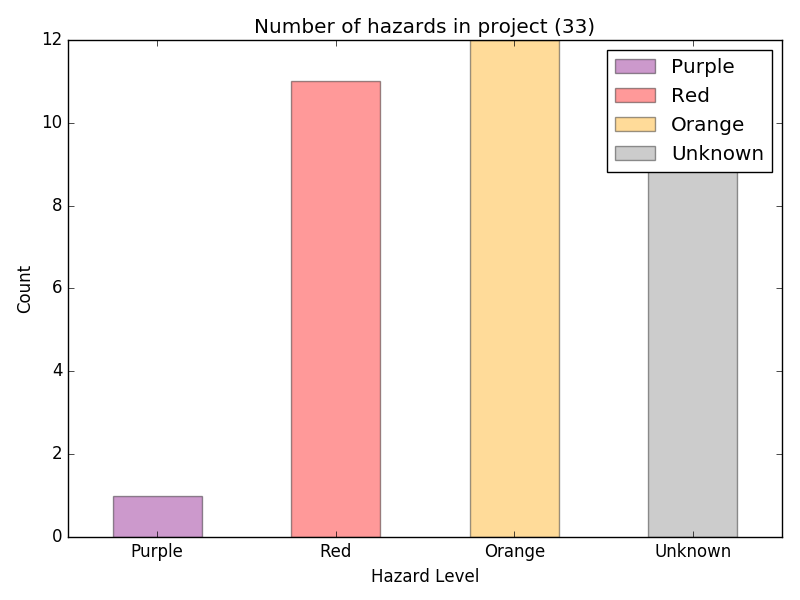 Number of hazards in project (33)
12
10
8
6
4
2
0
Count
Purple
Red
Orange
Unknown
Purple Red Orange Unknown
Hazard Level